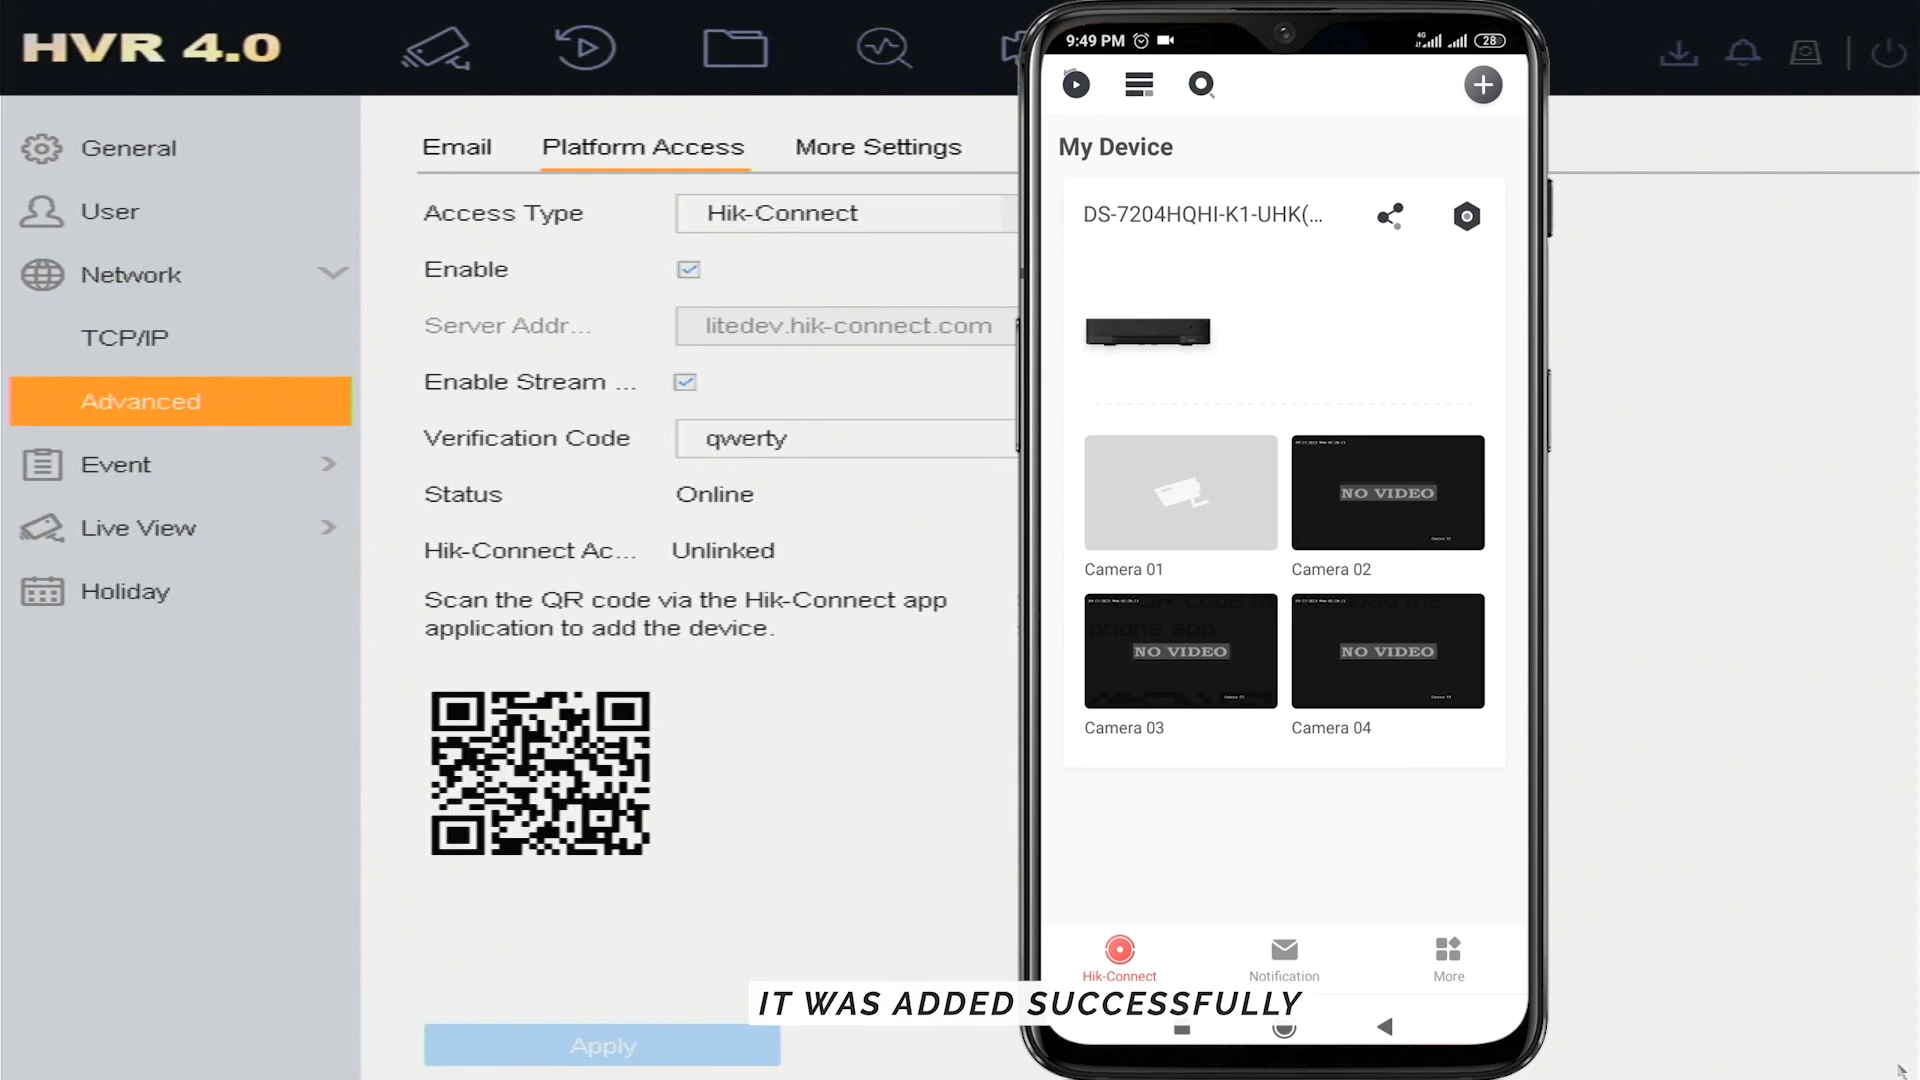 HVR 4.0
General
User
Network
TCP/IP
Advanced
Event
Live View
Holiday
Email
Platform Access
More Settings
Access Type
Hik-Connect
Enable
Server Addr...
litedev.hik-connect.com
Enable Stream ...
Verification Code
qwerty
Status
Online
Hik-Connect Ac...
Unlinked
Scan the QR code via the Hik-Connect app
application to add the device.
Apply
9:49 PM
4G
28
My Device
DS-7204HQHI-K1-UHK(...
NO VIDEO
Camera 01
Camera 02
NO VIDEO
NO VIDEO
Camera 03
Camera 04
Hik-Connect
Notification
More
IT WAS ADDED SUCCESSFULLY